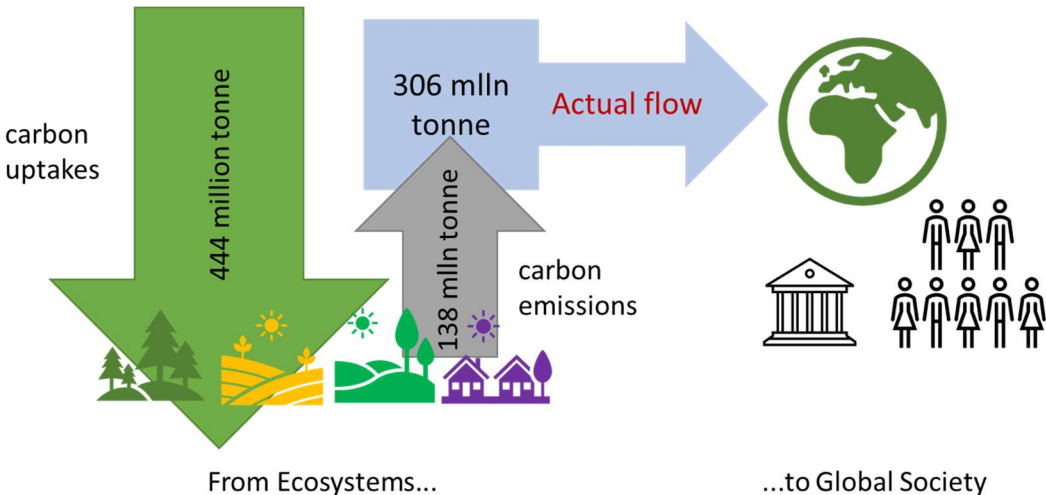 carbon
uptakes
444 million tonne
306 mlln
tonne
Actual flow
138 mlln tonne
carbon
emissions
From Ecosystems...
...to Global Society